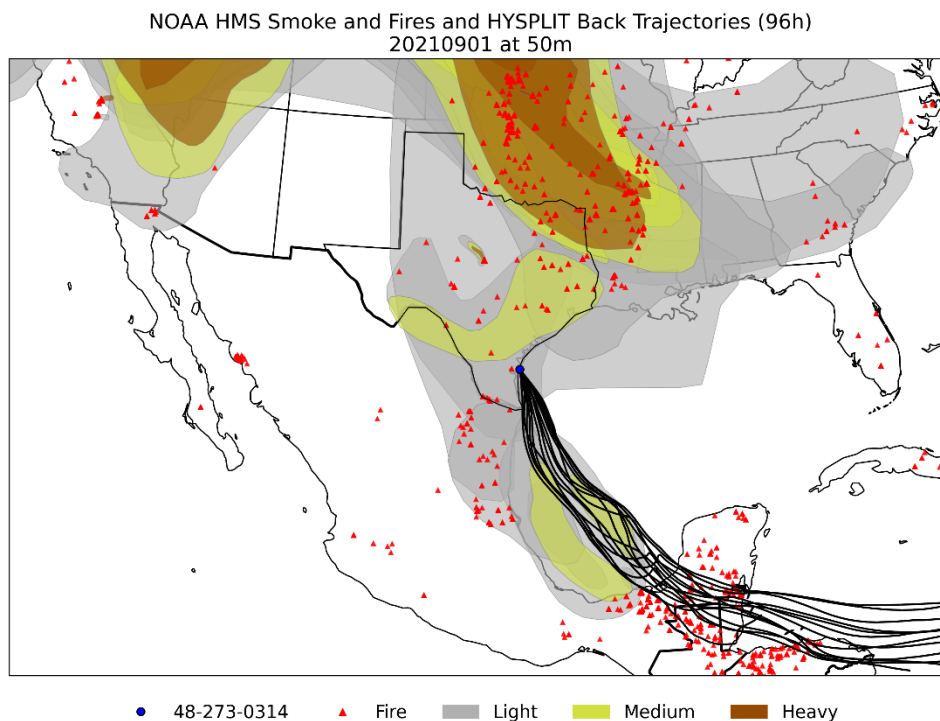 NOAA HMS Smoke and Fires and HYSPLIT Back Trajectories (96h)
20210901 at 50m
48-273-0314 Fire Light Medium Heavy